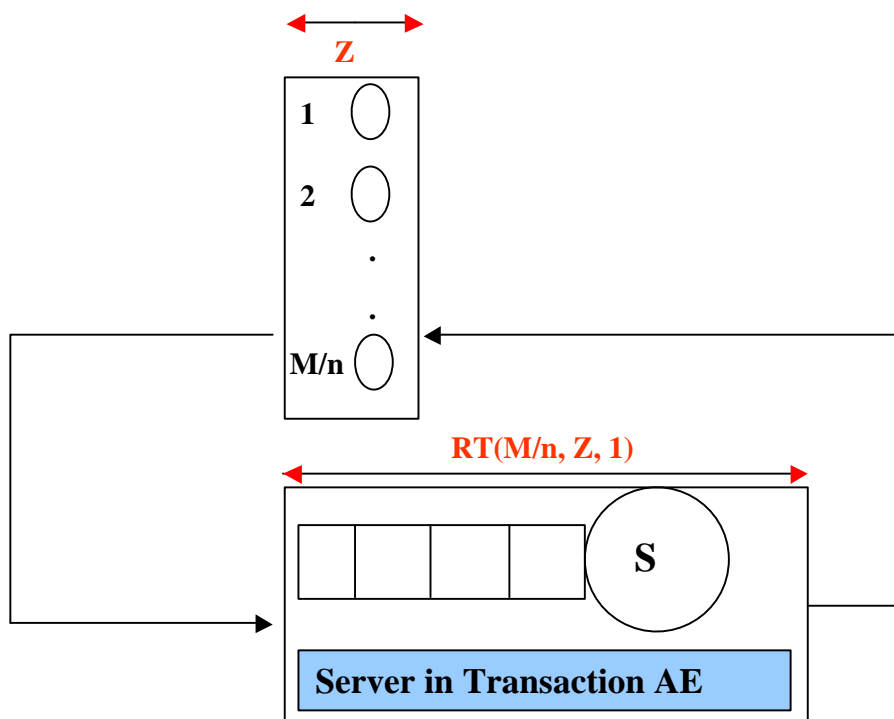 Z
1
2
.
.
M/n
RT(M/n, Z, 1)
S
Server in Transaction AE